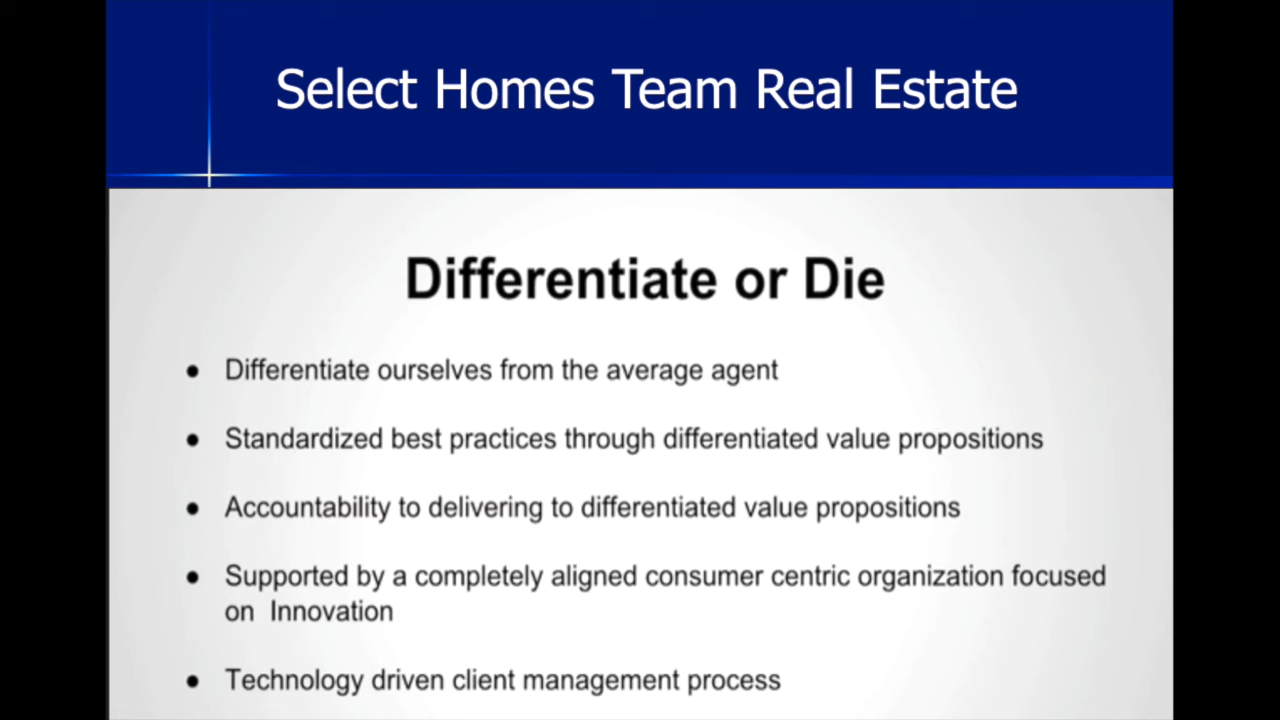 Select Homes Team Real Estate
Differentiate or Die
● Differentiate ourselves from the average agent
● Standardized best practices through differentiated value propositions
● Accountability to delivering to differentiated value propositions
● Supported by a completely aligned consumer centric organization focused
on  Innovation
● Technology driven client management process